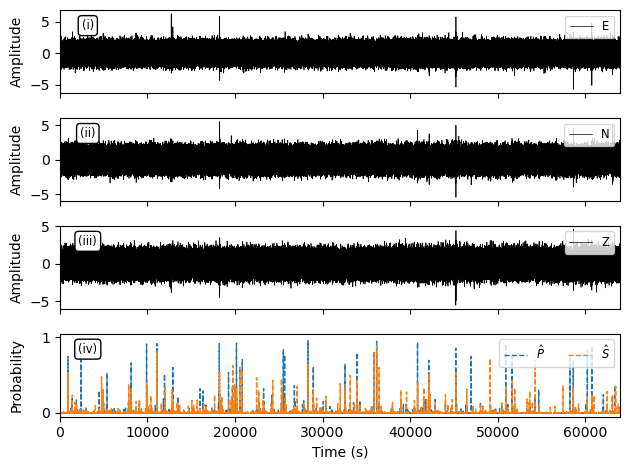 Amplitude
5
0
−5
(i)
E
Amplitude
5
0
−5
(ii)
N
Amplitude
5
0
−5
(iii)
Z
Probability
1
0
(iv)
P̂ Ŝ
0 10000 20000 30000 40000 50000 60000
Time (s)